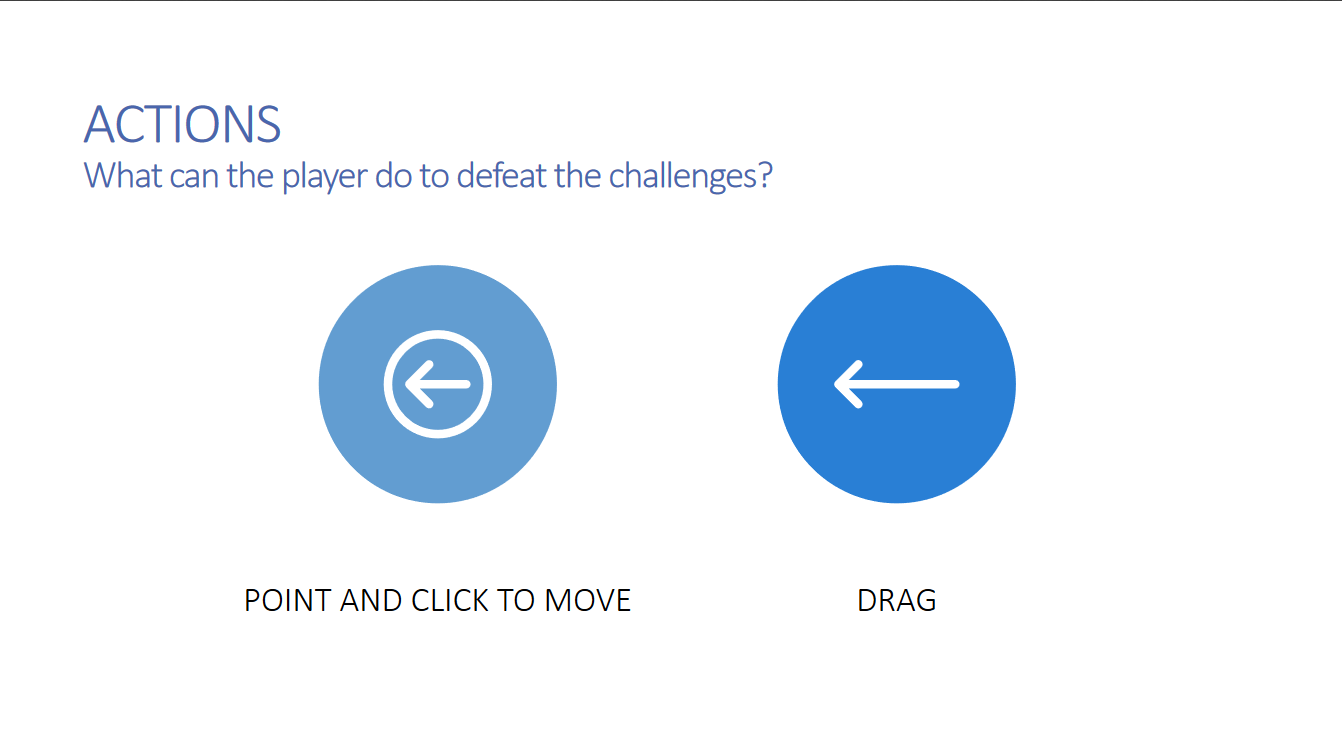 ACTIONS
What can the player do to defeat the challenges?
POINT AND CLICK TO MOVE
DRAG